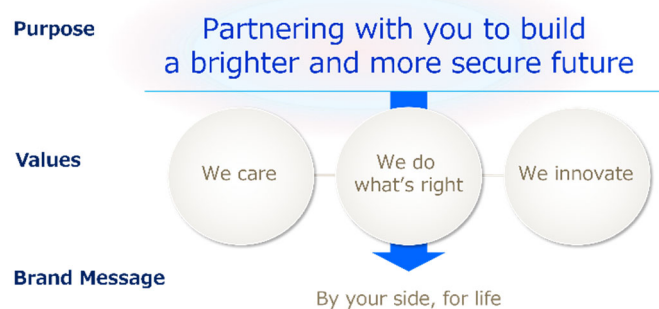 Purpose
Partnering with you to build
a brighter and more secure future
Values
We care
We do
what's right
We innovate
Brand Message
By your side, for life